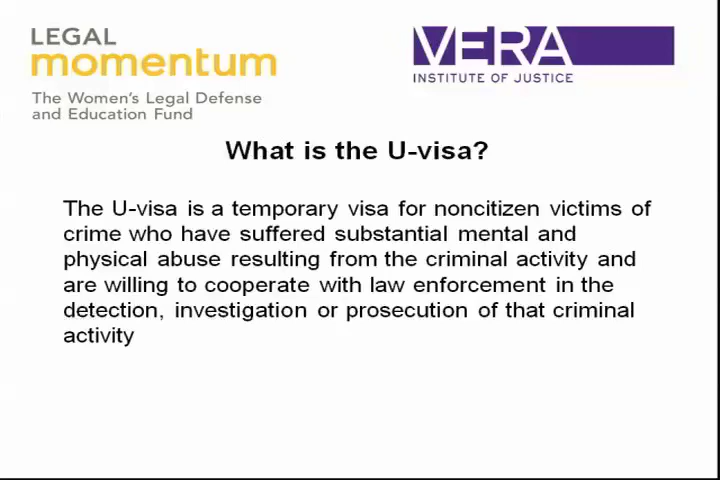 LEGAL
momentum
The Women's Legal Defense
and Education Fund
VERA
INSTITUTE OF JUSTICE
What is the U-visa?
The U-visa is a temporary visa for noncitizen victims of
crime who have suffered substantial mental and
physical abuse resulting from the criminal activity and
are willing to cooperate with law enforcement in the
detection, investigation or prosecution of that criminal
activity